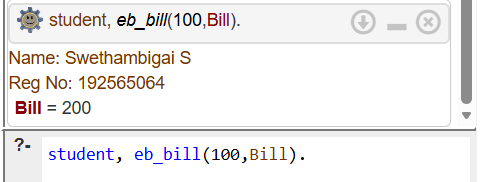 student, eb_bill(100,Bill).
Name: Swethambigai S
Reg No: 192565064
Bill = 200
?- student, eb_bill(100,Bill).